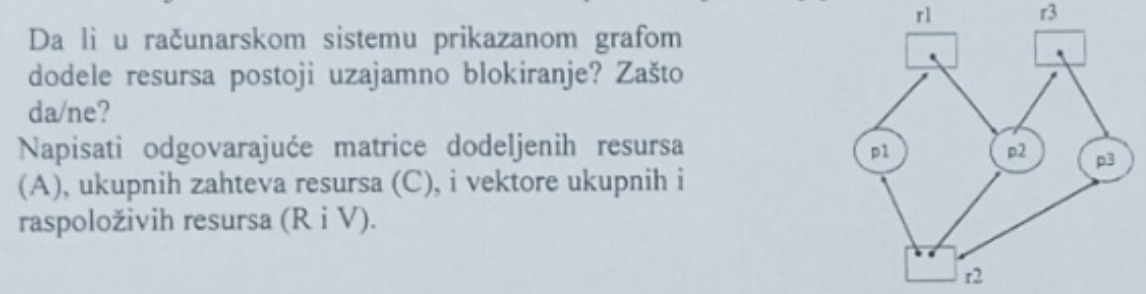 r1 r3
Da li u računarskom sistemu prikazanom grafom
dodele resursa postoji uzajamno blokiranje? Zašto
da/ne?
Napisati odgovarajuće matrice dodeljenih resursa
(A), ukupnih zahteva resursa (C), i vektore ukupnih i
raspoloživih resursa (R i V).
p1 p2 p3
r2